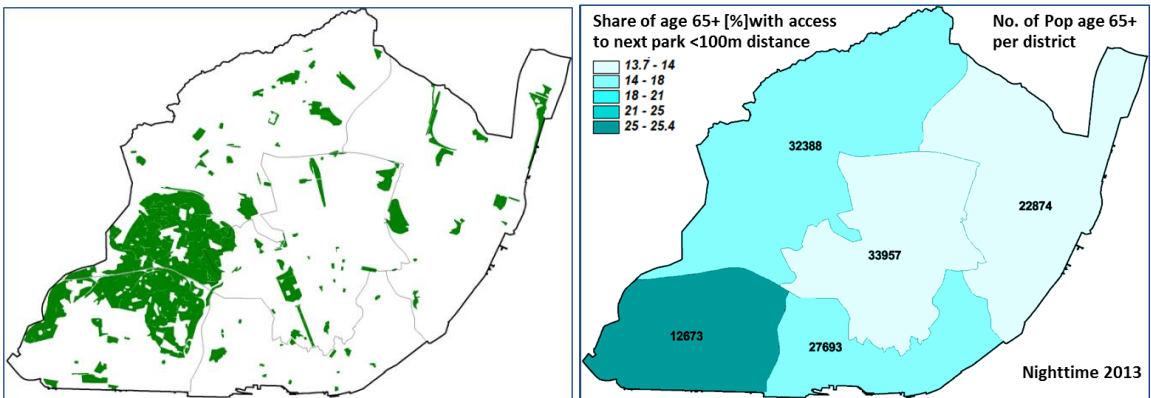 Share of age 65+ [%]with access
to next park <100m distance
13.7 - 14
14 - 18
18 - 21
21 - 25
25 - 25.4
No. of Pop age 65+
per district
32388
22874
33957
12673
27693
Nighttime 2013